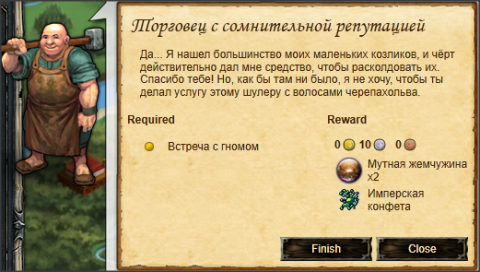 Торговец с сомнительной репутацией
Да... Я нашел большинство моих маленьких козликов, и чёрт
действительно дал мне средство, чтобы расколдовать их.
Спасибо тебе! Но, как бы там ни было, я не хочу, чтобы ты
делал услугу этому шулеру с волосами черепахольва.
Required
Встреча с гномом
Reward
0 10 0
Мутная жемчужина
x2
Имперская
конфета
Finish
Close